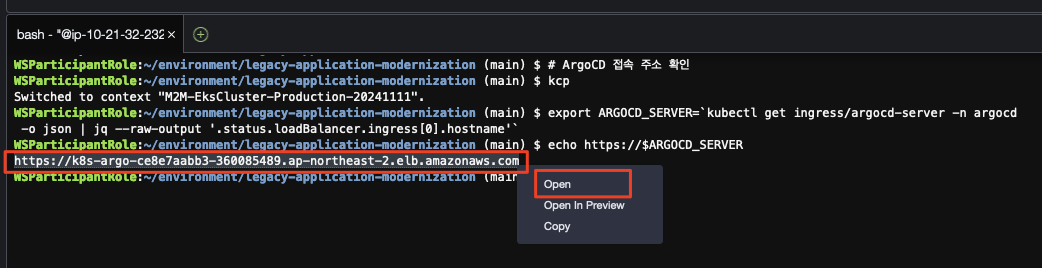 bash - "@ip-10-21-32-232 ×
WSParticipantRole:~/environment/legacy-application-modernization (main) $ # ArgoCD 접속 주소 확인
WSParticipantRole:~/environment/legacy-application-modernization (main) $ kcp
Switched to context "M2M-EksCluster-Production-20241111".
WSParticipantRole:~/environment/legacy-application-modernization (main) $ export ARGOCD_SERVER=`kubectl get ingress/argocd-server -n argocd
-o json | jq --raw-output '.status.loadBalancer.ingress[0].hostname'`
WSParticipantRole:~/environment/legacy-application-modernization (main) $ echo https://$ARGOCD_SERVER
https://k8s-argo-ce8e7aabb3-360085489.ap-northeast-2.elb.amazonaws.com
WSParticipantRole:~/environment/legacy-application-modernization (main
Open
Open In Preview
Copy